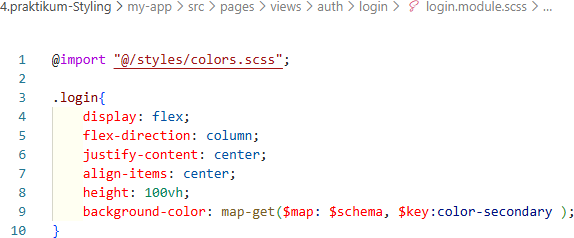 4.praktikum-Styling > my-app > src > pages > views > auth > login > login.module.scss > ...
1 @import "@/styles/colors.scss";
2
3 .login{
4 display: flex;
5 flex-direction: column;
6 justify-content: center;
7 align-items: center;
8 height: 100vh;
9 background-color: map-get($map: $schema, $key:color-secondary );
10 }